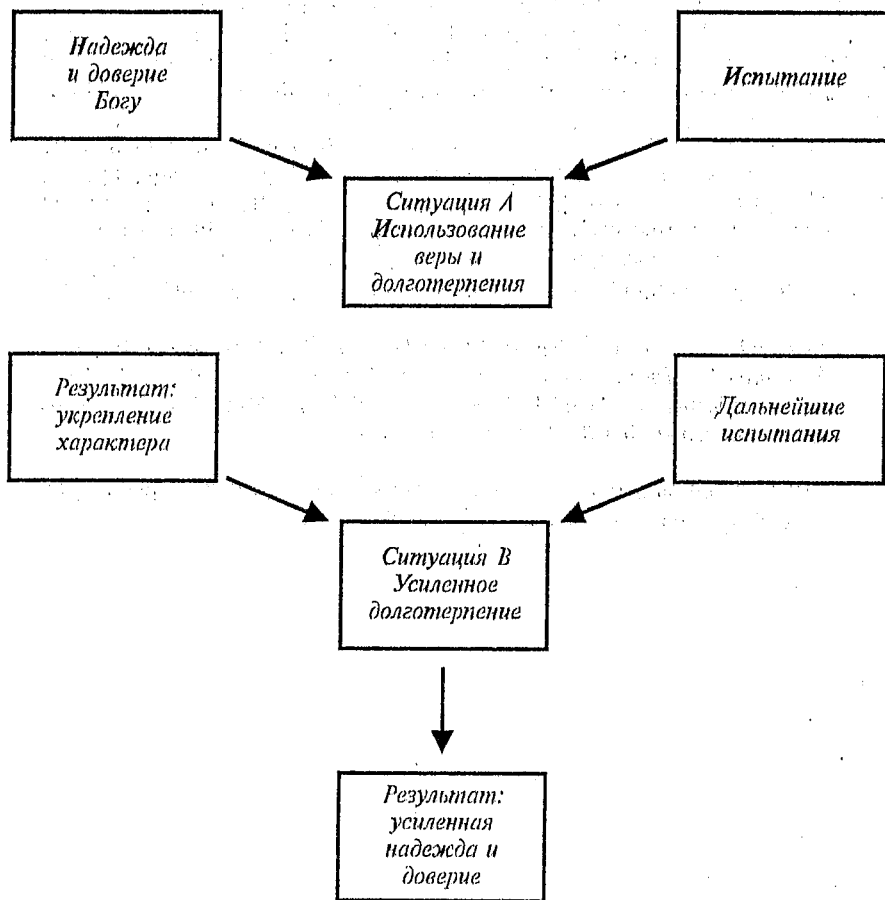 Надежда
и доверие
Богу
Испытание
Ситуация А
Использование
веры и
долготерпения
Результат:
укрепление
характера
Дальнейшие
испытания
Ситуация В
Усиленное
долготерпение
Результат:
усиленная
надежда и
доверие